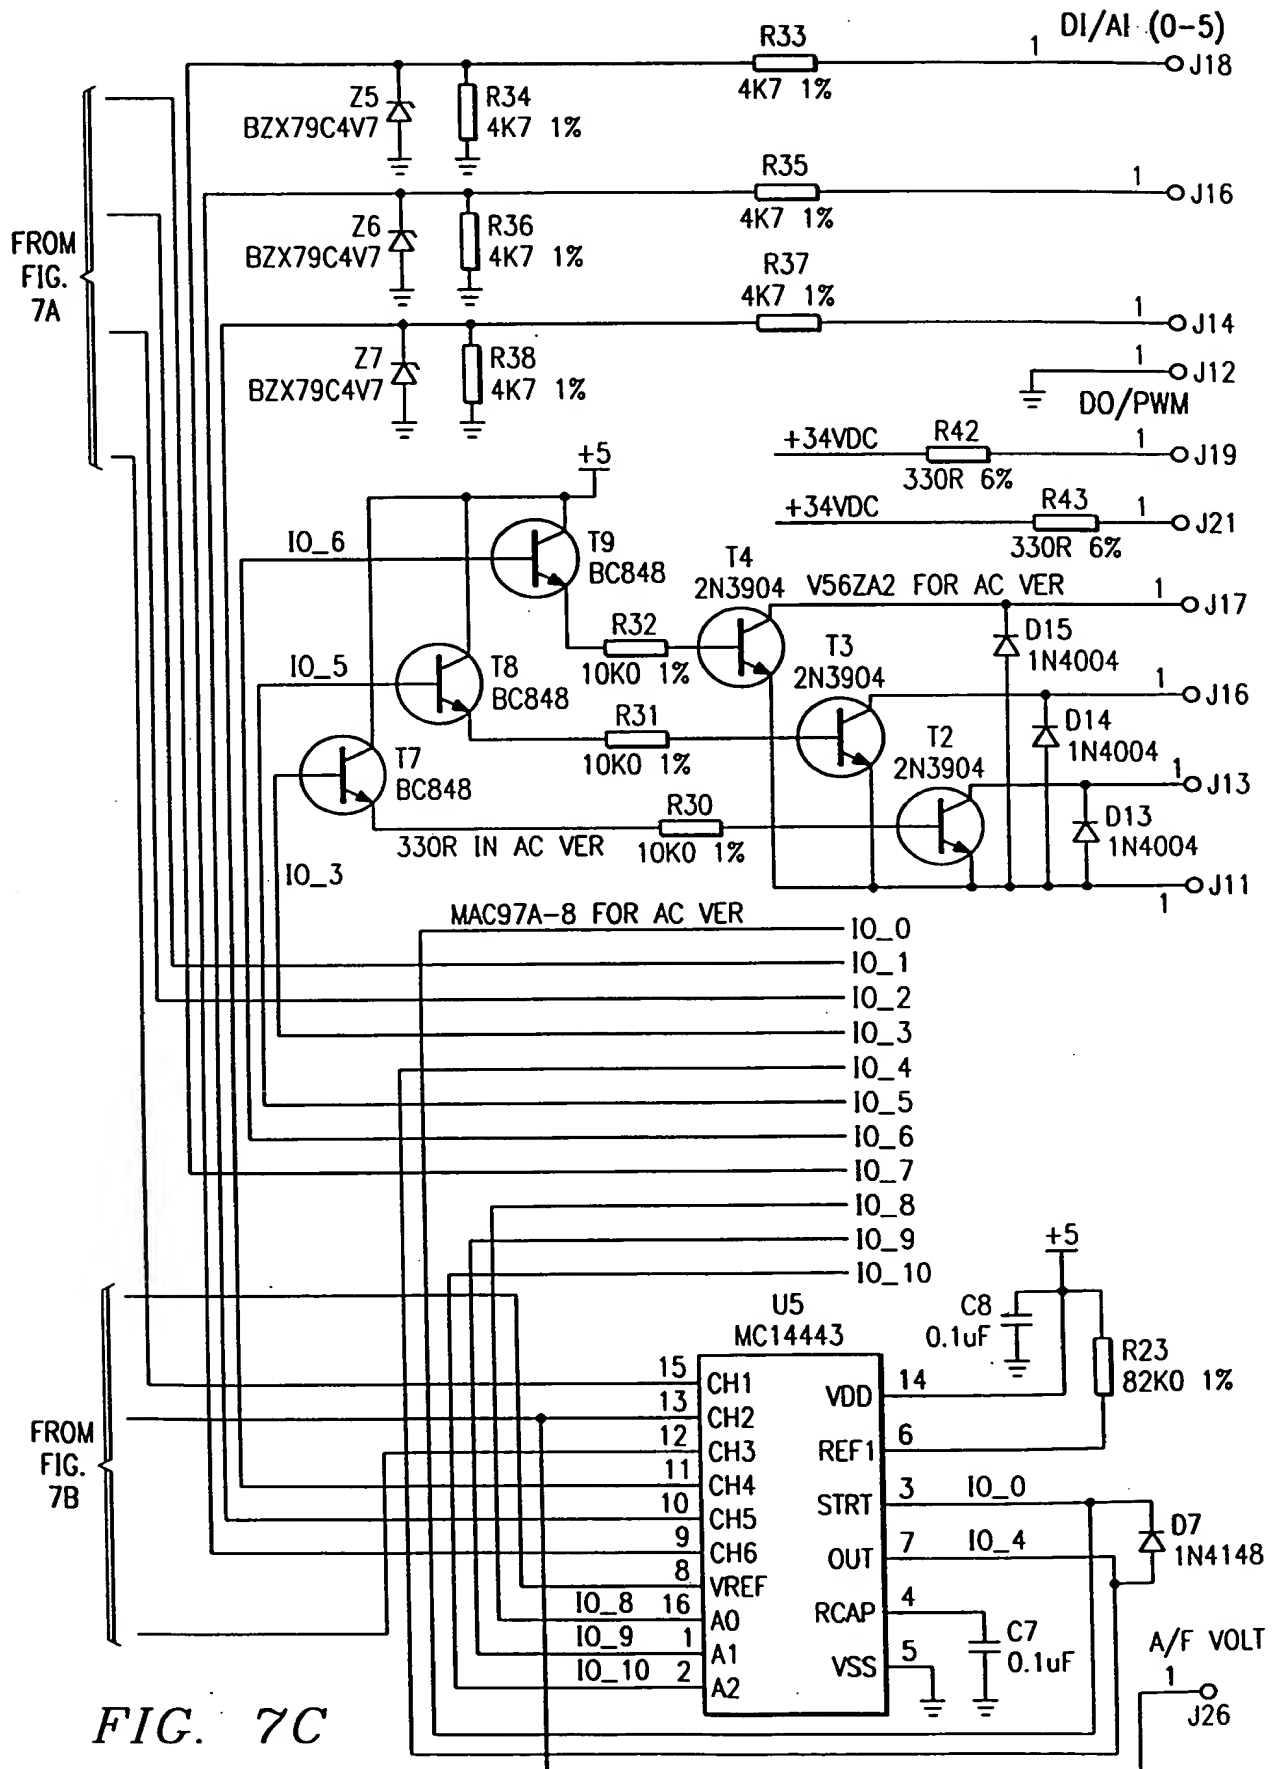 DI/AI (0-5)
R33
4K7 1%
1
J18
Z5
BZX79C4V7
R34
4K7 1%
R35
4K7 1%
1
J16
FROM
FIG.
7A
Z6
BZX79C4V7
R36
4K7 1%
R37
4K7 1%
1
J14
Z7
BZX79C4V7
R38
4K7 1%
1
J12
DO/PWM
+34VDC
R42
330R 6%
1
J19
+5
+34VDC
R43
330R 6%
1
J21
IO_6
T9
BC848
T4
2N3904
V56ZA2 FOR AC VER
1
J17
R32
10K0 1%
D15
1N4004
IO_5
T8
BC848
T3
2N3904
1
J16
R31
10K0 1%
D14
1N4004
T7
BC848
T2
2N3904
1
J13
R30
10K0 1%
330R IN AC VER
D13
1N4004
IO_3
1
J11
MAC97A-8 FOR AC VER
IO_0
IO_1
IO_2
IO_3
IO_4
IO_5
IO_6
IO_7
IO_8
IO_9
IO_10
+5
U5
MC14443
C8
0.1uF
R23
82K0 1%
FROM
FIG.
7B
15 CH1
13 CH2
12 CH3
11 CH4
10 CH5
9 CH6
8 VREF
IO_8 16 A0
IO_9 1 A1
IO_10 2 A2
VDD 14
REF1 6
STRT 3 IO_0
OUT 7 IO_4
RCAP 4
VSS 5
D7
1N4148
C7
0.1uF
A/F VOLT
1
J26
FIG. 7C